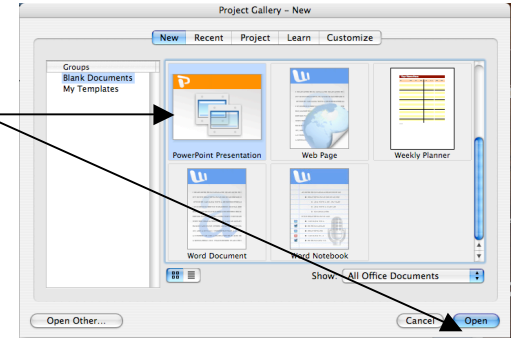 Project Gallery – New
New Recent Project Learn Customize
Groups
Blank Documents
My Templates
PowerPoint Presentation Web Page Weekly Planner
Word Document Word Notebook
Show: All Office Documents
Open Other... Cancel Open